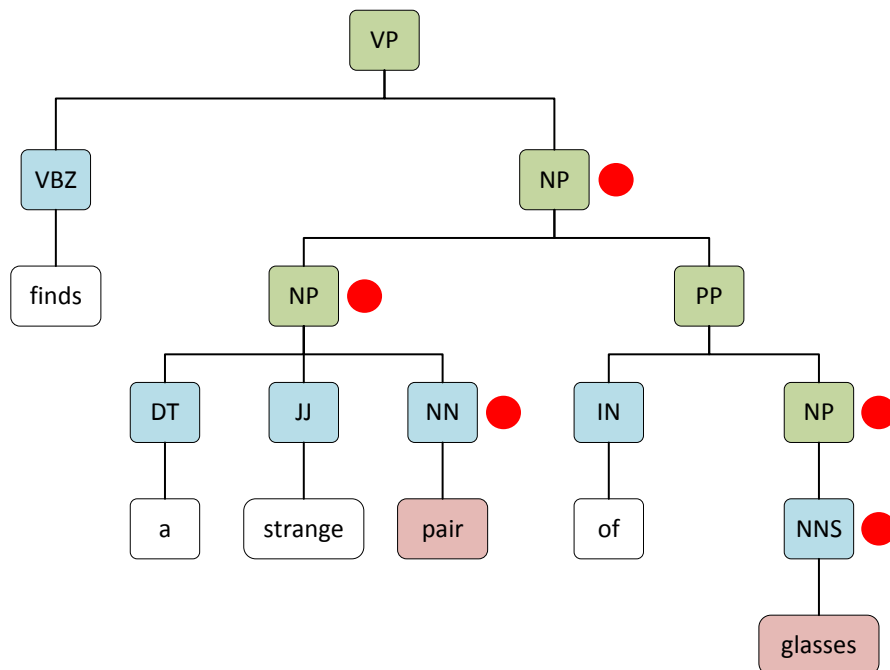 VP
VBZ NP
finds NP PP
DT JJ NN IN NP
a strange pair of NNS
glasses